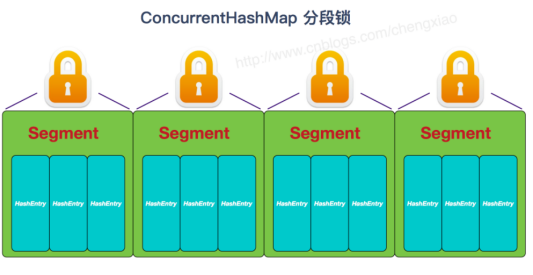 ConcurrentHashMap 分段锁
http://www.cnblogs.com/chengxiao
Segment Segment Segment Segment
HashEntry HashEntry HashEntry HashEntry HashEntry HashEntry HashEntry HashEntry HashEntry HashEntry HashEntry HashEntry